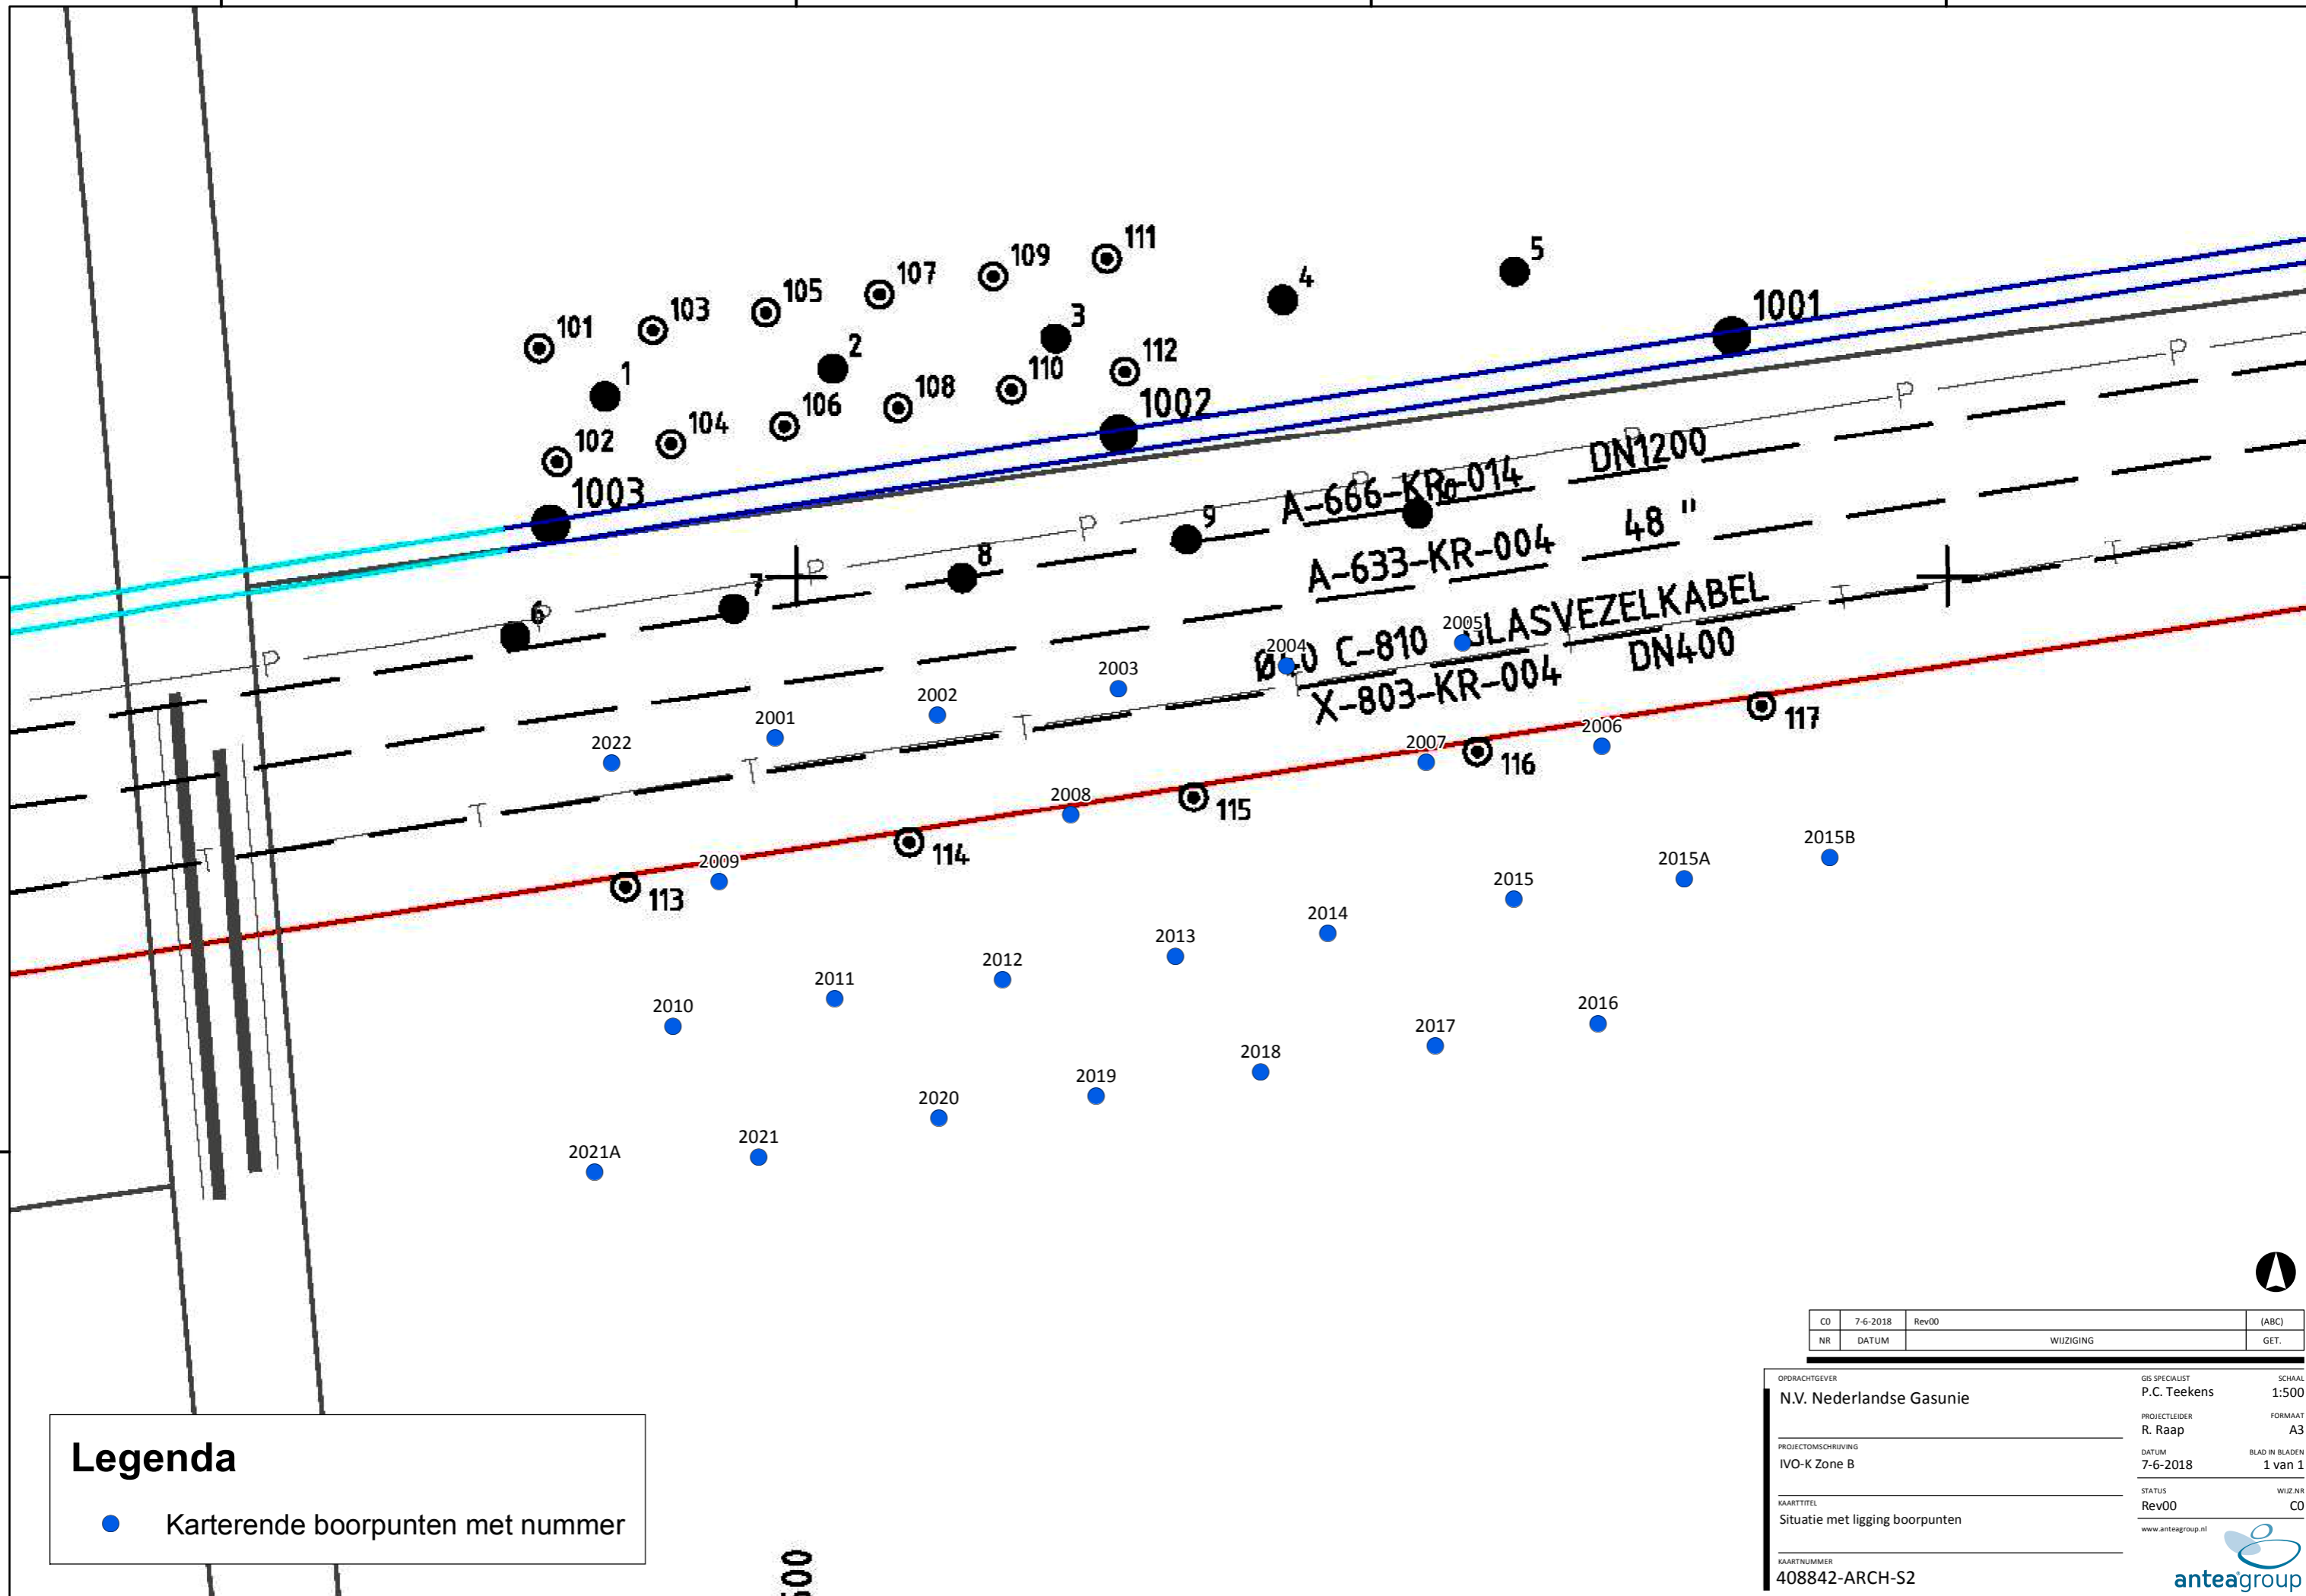 111
5
109
107
4
105
1001
103
3
101
2
112
1
110
108
106
104
1002
102
DN1200
1003
A-666-KR-014
48 "
9
A-633-KR-004
8
7
GLASVEZELKABEL
6
C-810
2005
2004
DN400
2003
X-803-KR-004
2002
117
2001
2006
2022
2007
116
2008
115
114
2015B
2009
2015A
113
2015
2014
2013
2012
2011
2010
2016
2017
2018
2019
2020
2021
2021A
P
P
P
P
P
P
P
P
T
T
T
T
T
T
T
T
C0 7-6-2018 Rev00 (ABC)
NR DATUM WIJZIGING GET.
OPDRACHTGEVER
N.V. Nederlandse Gasunie
GIS SPECIALIST
P.C. Teekens
SCHAAL
1:500
PROJECTLEIDER
R. Raap
FORMAAT
A3
PROJECTOMSCHRIJVING
IVO-K Zone B
DATUM
7-6-2018
BLAD IN BLADEN
1 van 1
KAARTTITEL
Situatie met ligging boorpunten
STATUS
Rev00
WIJZ.NR
C0
www.anteagroup.nl
KAARTNUMMER
408842-ARCH-S2
anteagroup
Legenda
Karterende boorpunten met nummer